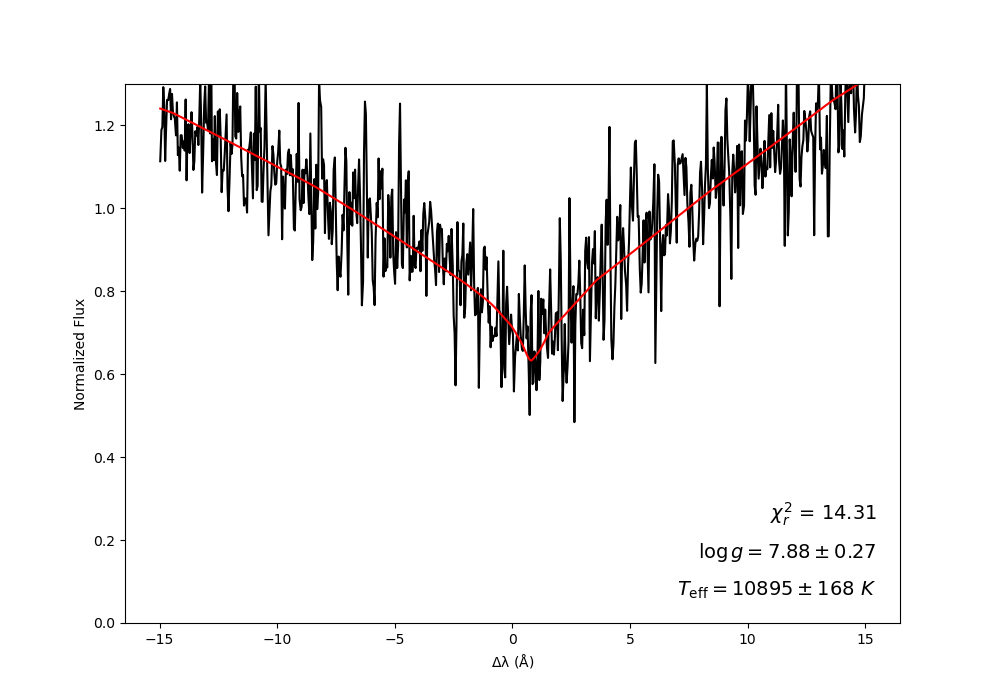 Normalized Flux
1.2
1.0
0.8
0.6
0.4
0.2
0.0
χ²ᵣ = 14.31
log g = 7.88 ± 0.27
T_eff = 10895 ± 168 K
−15
−10
−5
0
5
10
15
Δλ (Å)